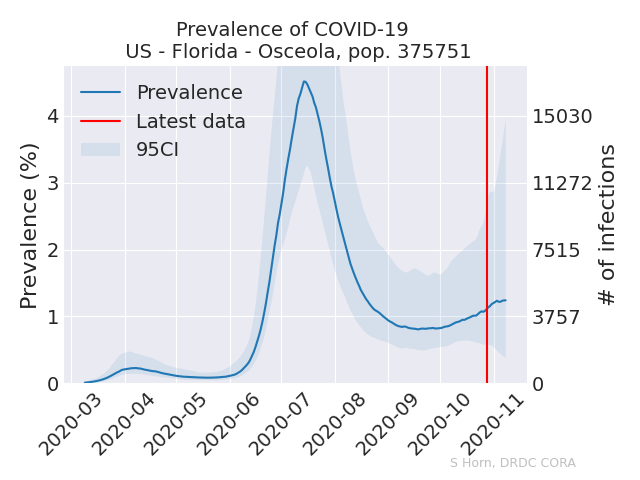 Prevalence of COVID-19
US - Florida - Osceola, pop. 375751
Prevalence
Latest data
95CI
Prevalence (%)
4
3
2
1
0
15030
11272
7515
3757
0
# of infections
2020-03
2020-04
2020-05
2020-06
2020-07
2020-08
2020-09
2020-10
2020-11
S Horn, DRDC CORA